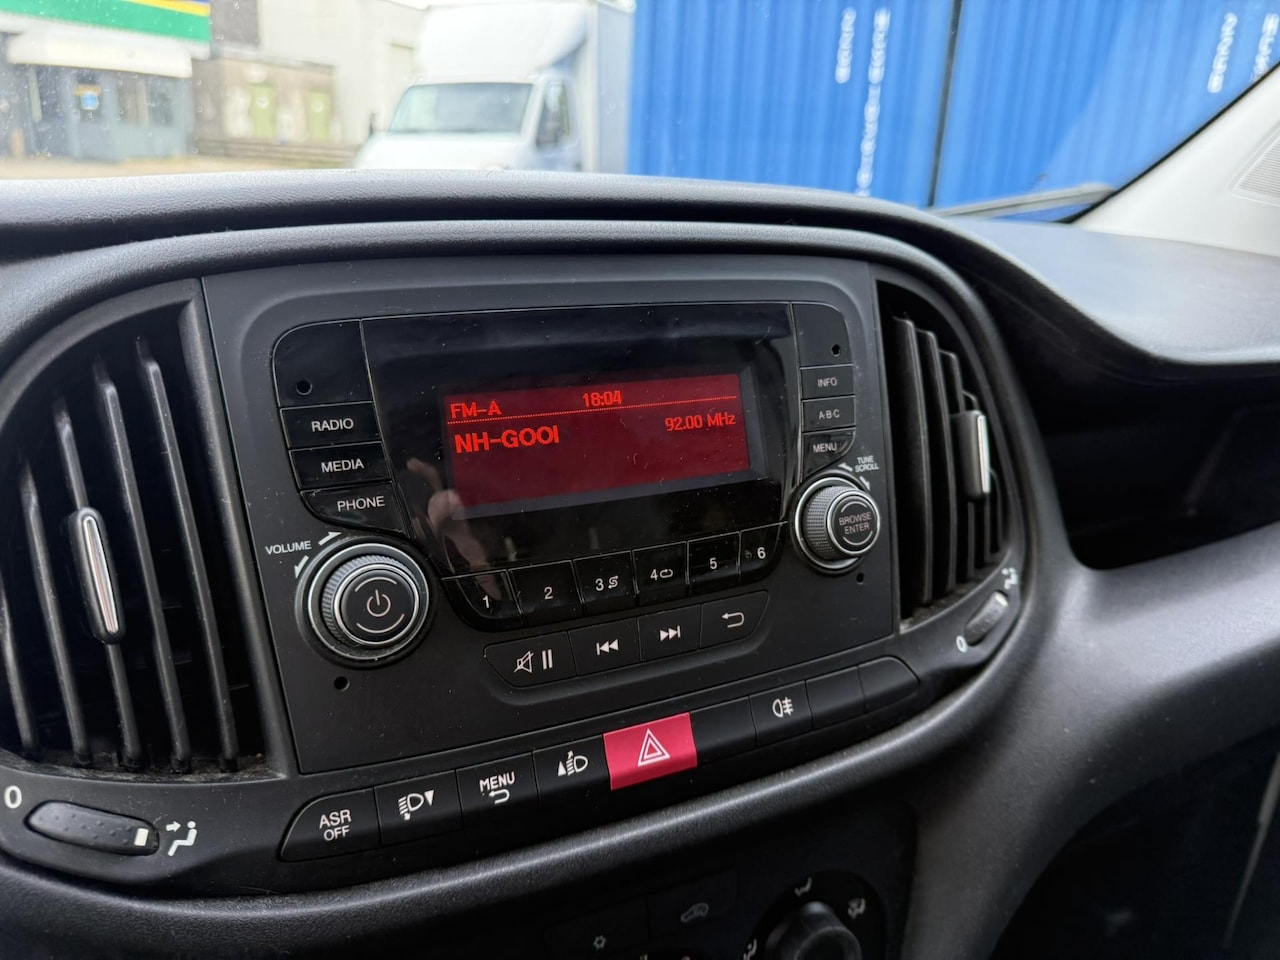 FM-A 18:04
NH-GOOI 92.00 MHz
RADIO
MEDIA
PHONE
VOLUME
INFO
A·B·C
MENU
TUNE
SCROLL
BROWSE
ENTER
1 2 3 4 5 6
0
0
ASR
OFF
MENU